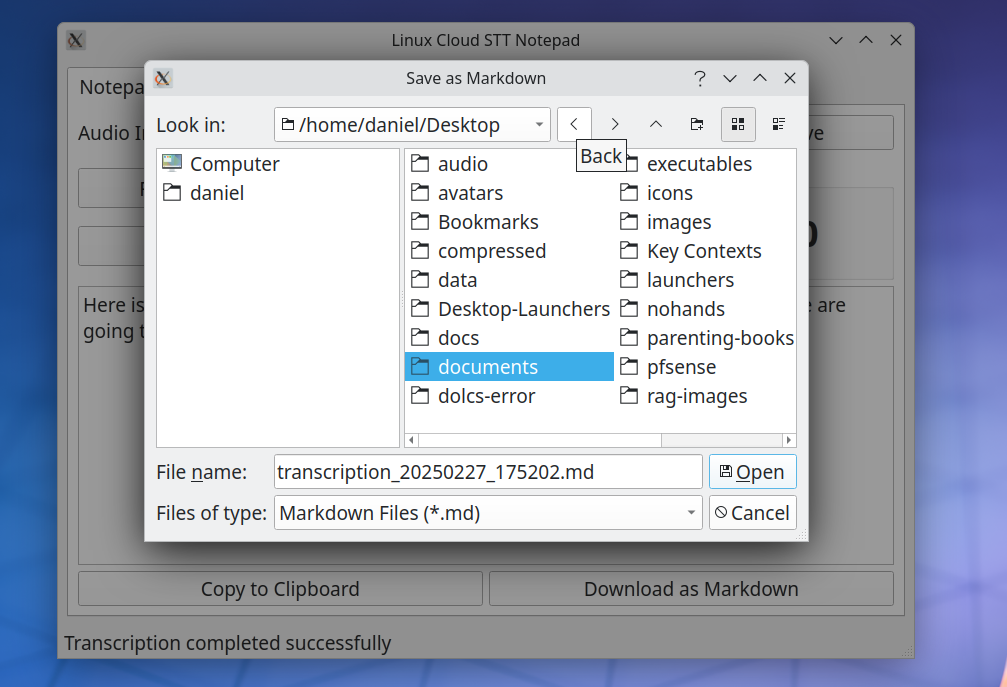 Linux Cloud STT Notepad
Notepa
Save as Markdown
Audio I
ve
Look in:
/home/daniel/Desktop
Back
Computer
daniel
audio
avatars
Bookmarks
compressed
data
Desktop-Launchers
docs
documents
dolcs-error
executables
icons
images
Key Contexts
launchers
nohands
parenting-books
pfsense
rag-images
Here is
e are
going t
File name:
transcription_20250227_175202.md
Open
Files of type:
Markdown Files (*.md)
Cancel
Copy to Clipboard
Download as Markdown
Transcription completed successfully